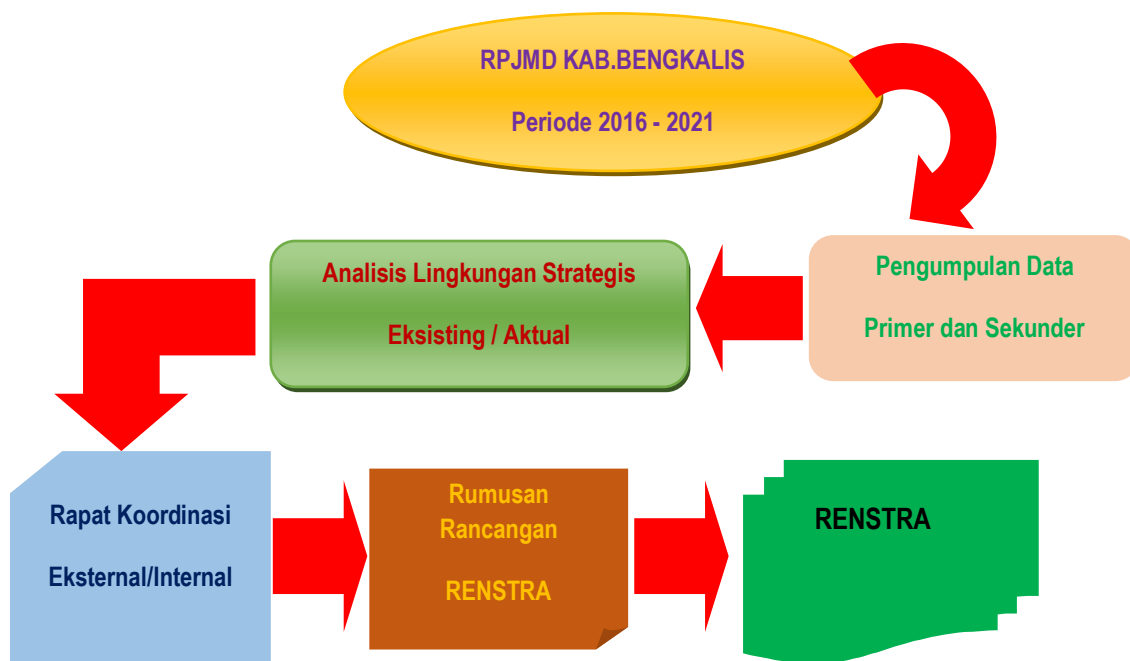 RPJMD KAB.BENGKALIS
Periode 2016 - 2021
Pengumpulan Data
Primer dan Sekunder
Analisis Lingkungan Strategis
Eksisting / Aktual
Rapat Koordinasi
Eksternal/Internal
Rumusan
Rancangan
RENSTRA
RENSTRA